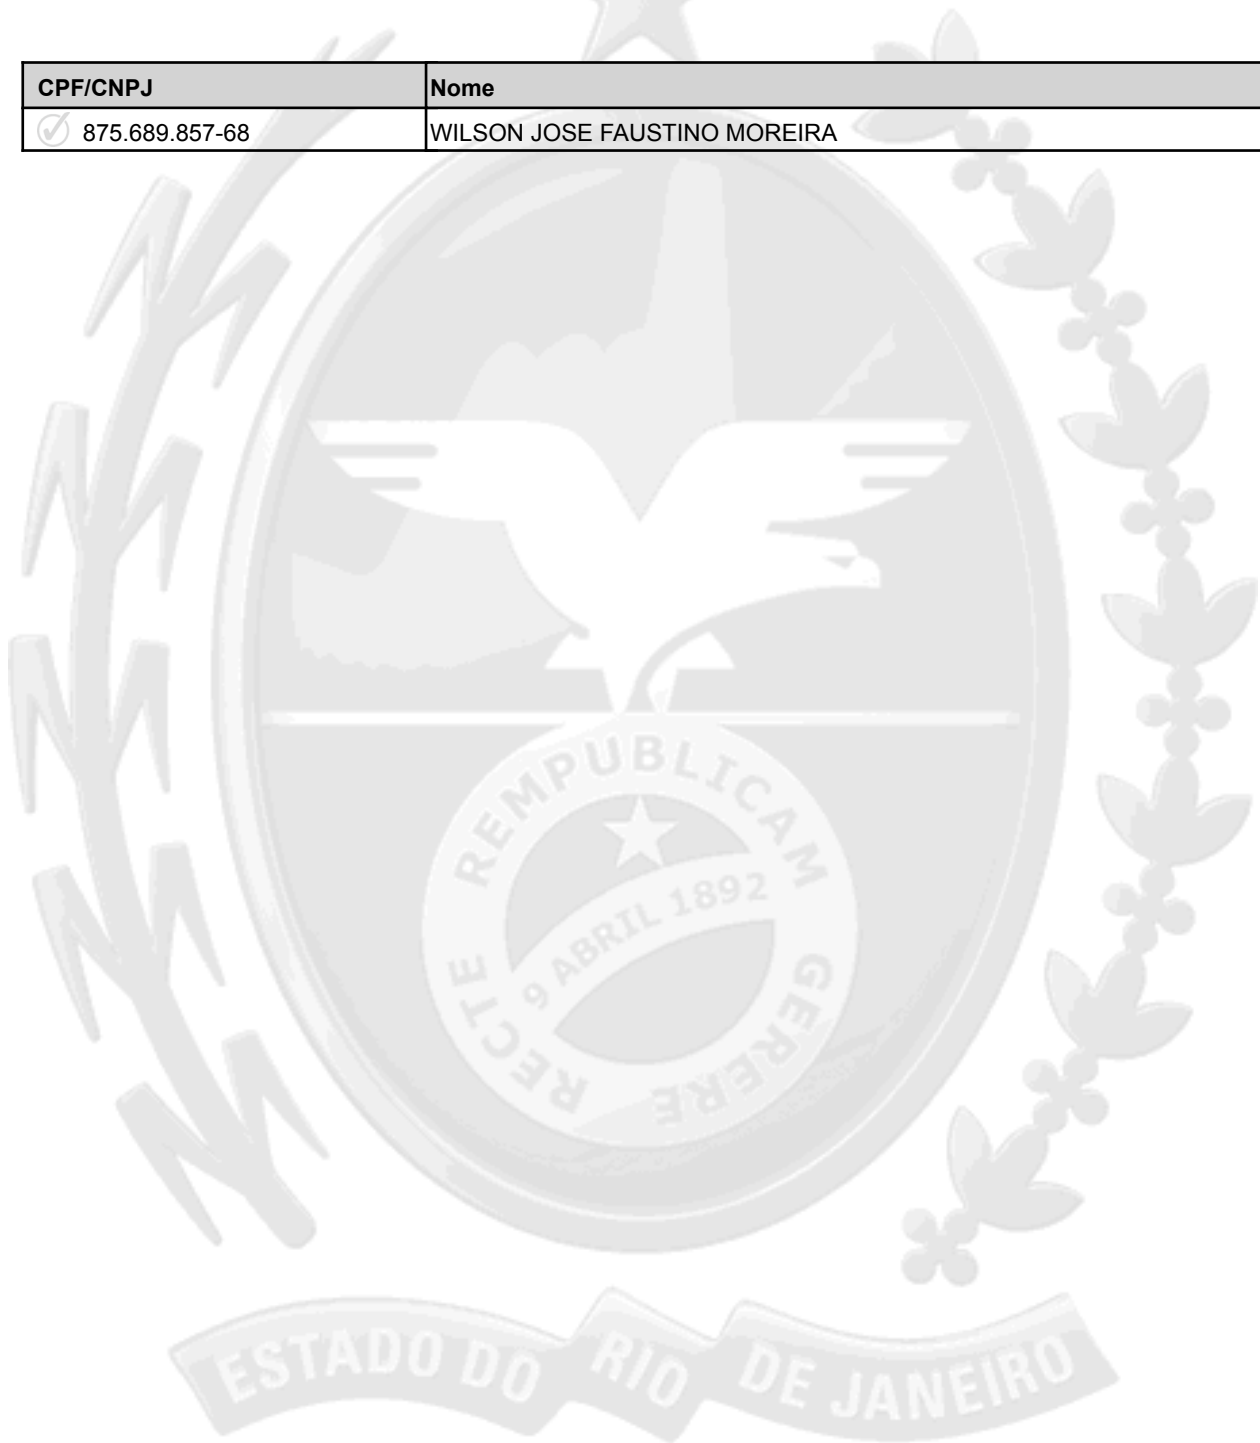 CPF/CNPJ Nome
875.689.857-68 WILSON JOSE FAUSTINO MOREIRA
REMPUBLICAM
9 ABRIL 1892
RECTE GERERE
ESTADO DO RIO DE JANEIRO